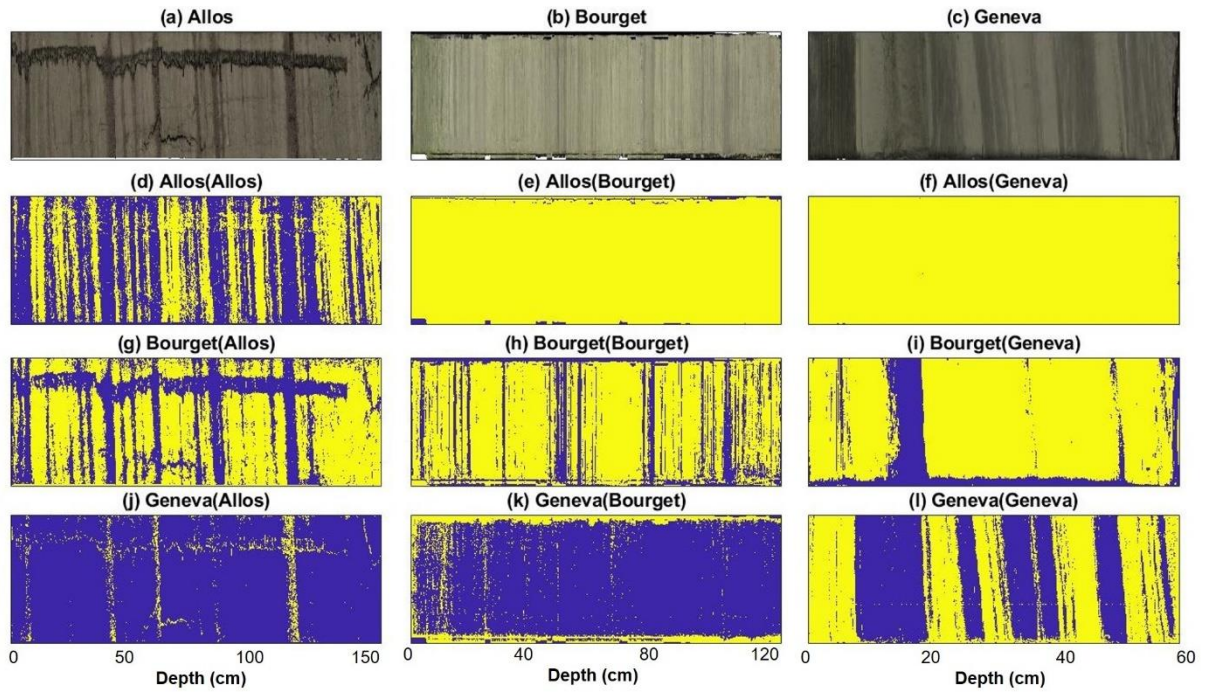 (a) Allos
(b) Bourget
(c) Geneva
(d) Allos(Allos)
(e) Allos(Bourget)
(f) Allos(Geneva)
(g) Bourget(Allos)
(h) Bourget(Bourget)
(i) Bourget(Geneva)
(j) Geneva(Allos)
(k) Geneva(Bourget)
(l) Geneva(Geneva)
0 50 100 150
0 40 80 120
0 20 40 60
Depth (cm)
Depth (cm)
Depth (cm)